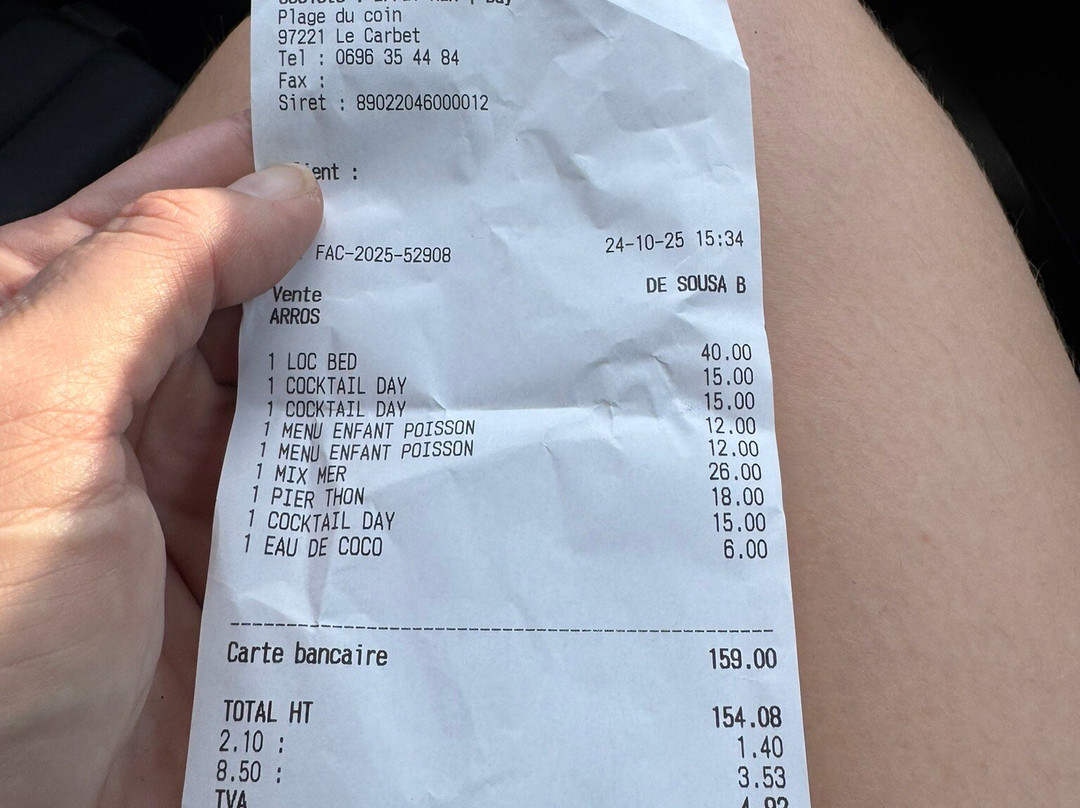 Plage du coin
97221 Le Carbet
Tel : 0696 35 44 84
Fax :
Siret : 89022046000012
ent :
FAC-2025-52908 24-10-25 15:34
Vente DE SOUSA B
ARROS
1 LOC BED 40.00
1 COCKTAIL DAY 15.00
1 COCKTAIL DAY 15.00
1 MENU ENFANT POISSON 12.00
1 MENU ENFANT POISSON 12.00
1 MIX MER 26.00
1 PIER THON 18.00
1 COCKTAIL DAY 15.00
1 EAU DE COCO 6.00
Carte bancaire 159.00
TOTAL HT 154.08
2.10 : 1.40
8.50 : 3.53
TVA